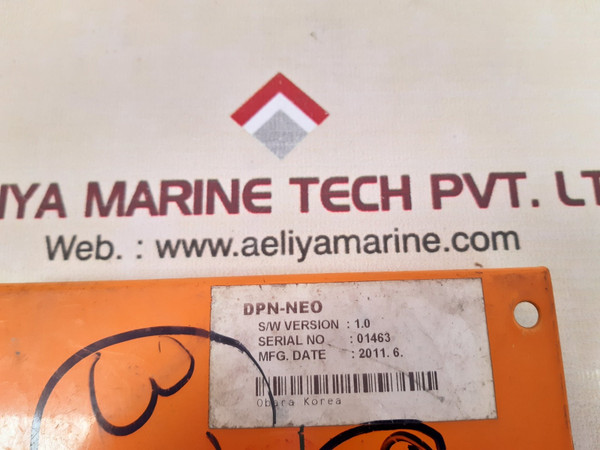 IYA MARINE TECH PVT. LT
Web. : www.aeliyamarine.com
DPN-NEO
S/W VERSION : 1.0
SERIAL NO : 01463
MFG. DATE : 2011. 6.
Obara Korea